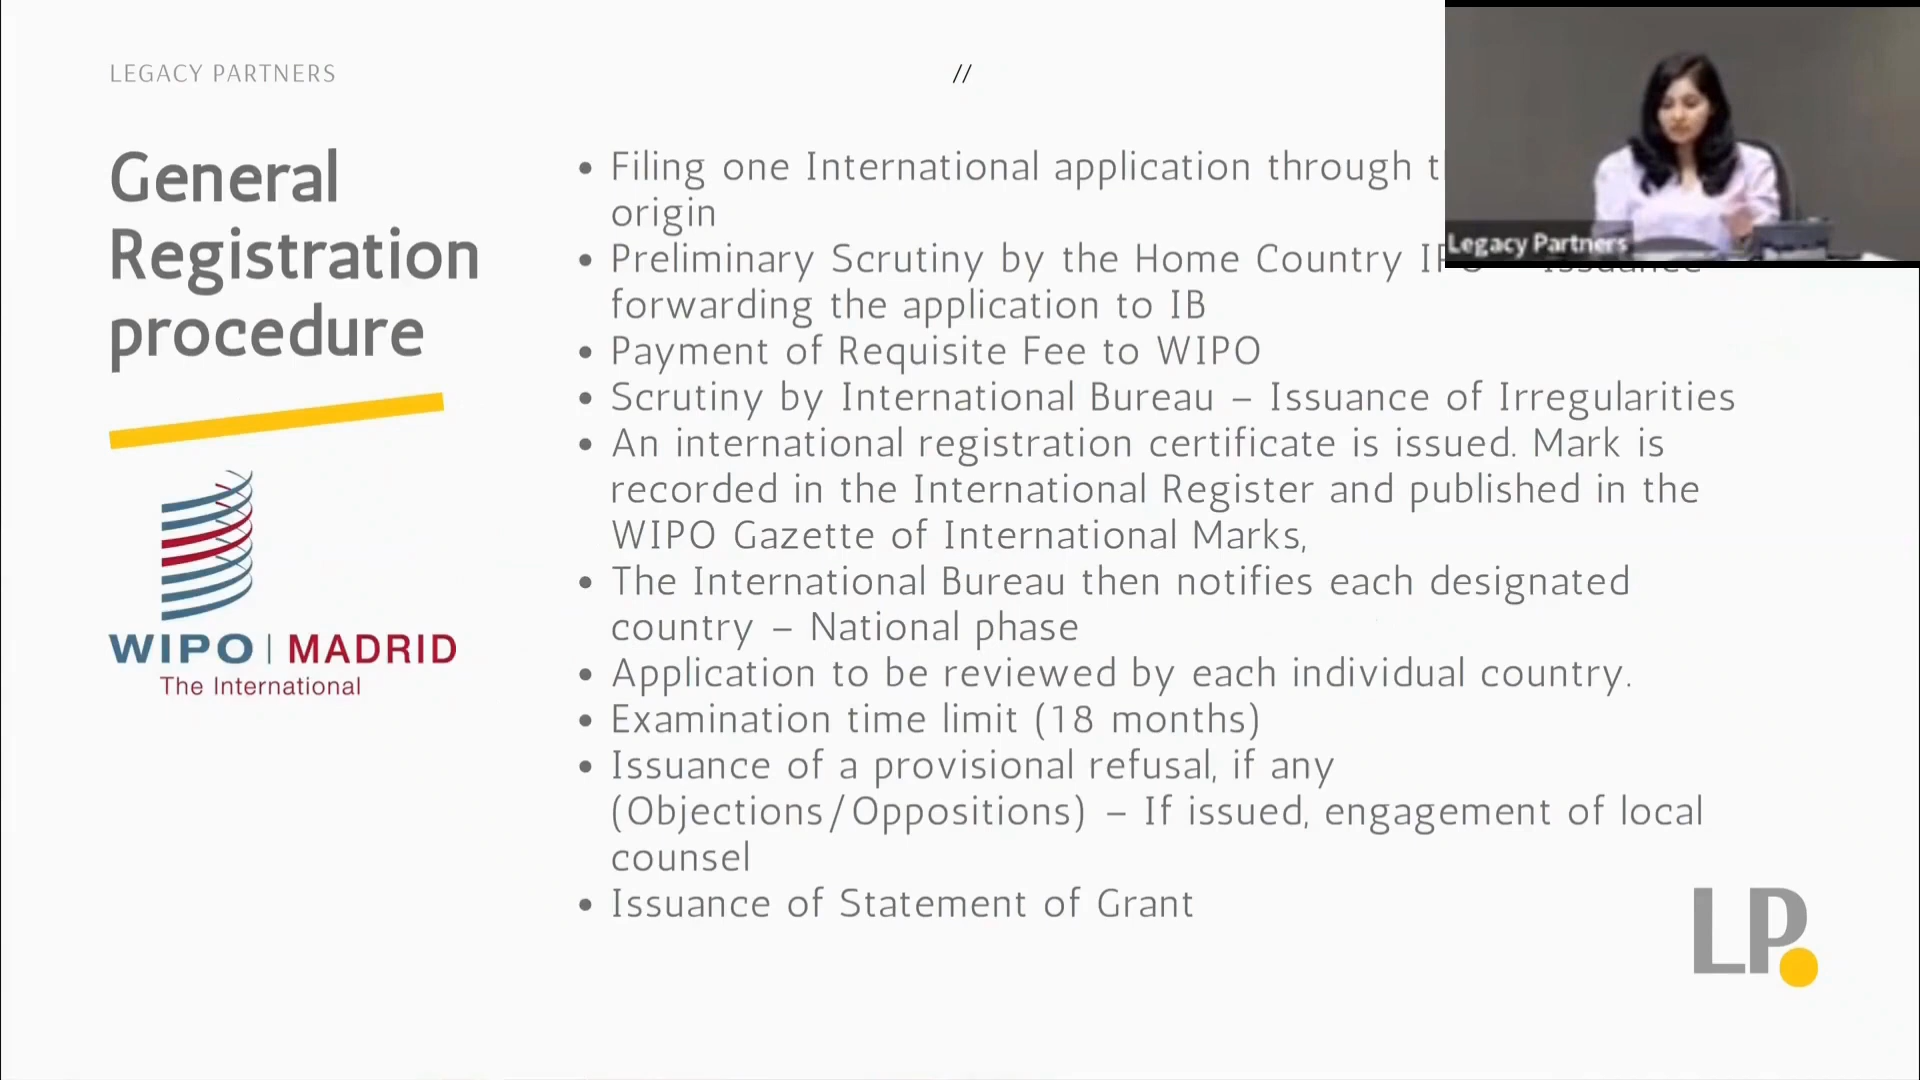 LEGACY PARTNERS
//
General
Registration
procedure
WIPO | MADRID
The International
• Filing one International application through
origin
• Preliminary Scrutiny by the Home Country
forwarding the application to IB
• Payment of Requisite Fee to WIPO
• Scrutiny by International Bureau – Issuance of Irregularities
• An international registration certificate is issued. Mark is
recorded in the International Register and published in the
WIPO Gazette of International Marks,
• The International Bureau then notifies each designated
country – National phase
• Application to be reviewed by each individual country.
• Examination time limit (18 months)
• Issuance of a provisional refusal, if any
(Objections/Oppositions) – If issued, engagement of local
counsel
• Issuance of Statement of Grant
Legacy Partners
LP.